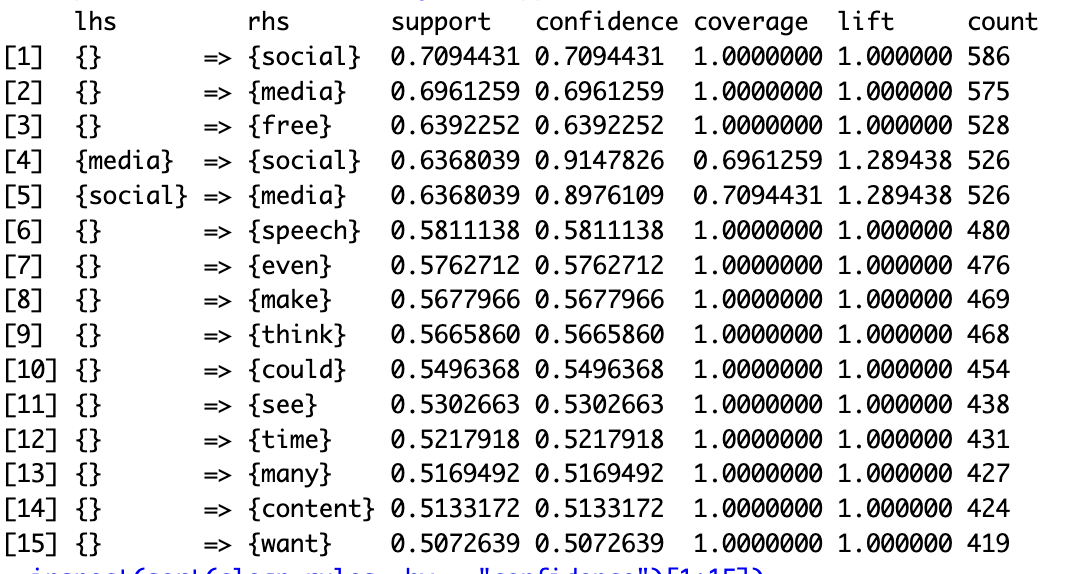 lhs rhs support confidence coverage lift count
[1] {} => {social} 0.7094431 0.7094431 1.0000000 1.000000 586
[2] {} => {media} 0.6961259 0.6961259 1.0000000 1.000000 575
[3] {} => {free} 0.6392252 0.6392252 1.0000000 1.000000 528
[4] {media} => {social} 0.6368039 0.9147826 0.6961259 1.289438 526
[5] {social} => {media} 0.6368039 0.8976109 0.7094431 1.289438 526
[6] {} => {speech} 0.5811138 0.5811138 1.0000000 1.000000 480
[7] {} => {even} 0.5762712 0.5762712 1.0000000 1.000000 476
[8] {} => {make} 0.5677966 0.5677966 1.0000000 1.000000 469
[9] {} => {think} 0.5665860 0.5665860 1.0000000 1.000000 468
[10] {} => {could} 0.5496368 0.5496368 1.0000000 1.000000 454
[11] {} => {see} 0.5302663 0.5302663 1.0000000 1.000000 438
[12] {} => {time} 0.5217918 0.5217918 1.0000000 1.000000 431
[13] {} => {many} 0.5169492 0.5169492 1.0000000 1.000000 427
[14] {} => {content} 0.5133172 0.5133172 1.0000000 1.000000 424
[15] {} => {want} 0.5072639 0.5072639 1.0000000 1.000000 419